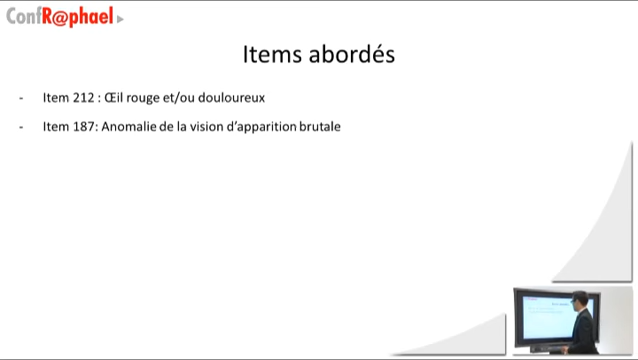 ConfR@phael
Items abordés
- Item 212 : Œil rouge et/ou douloureux
- Item 187: Anomalie de la vision d'apparition brutale